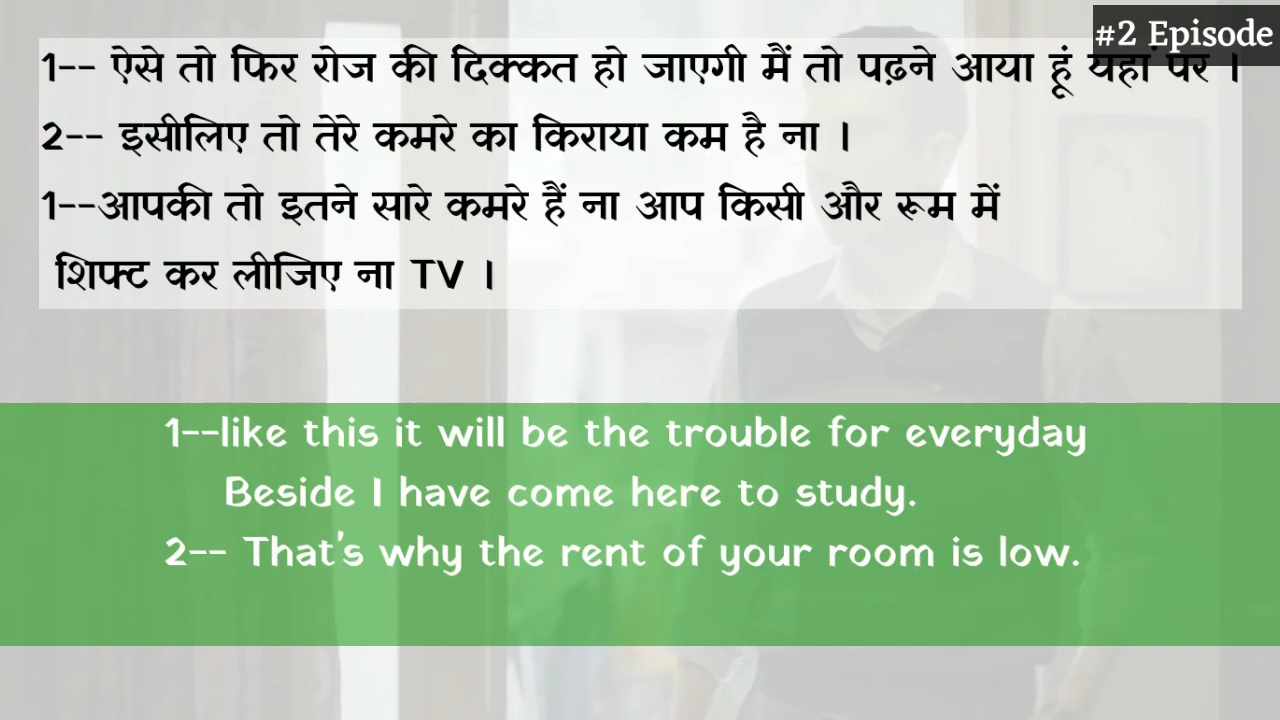 #2 Episode
1-- ऐसे तो फिर रोज की दिक्कत हो जाएगी मैं तो पढ़ने आया हूं यहां पर ।
2-- इसीलिए तो तेरे कमरे का किराया कम है ना ।
1--आपकी तो इतने सारे कमरे हैं ना आप किसी और रूम में
शिफ्ट कर लीजिए ना TV ।
1--like this it will be the trouble for everyday
Beside I have come here to study.
2-- That's why the rent of your room is low.